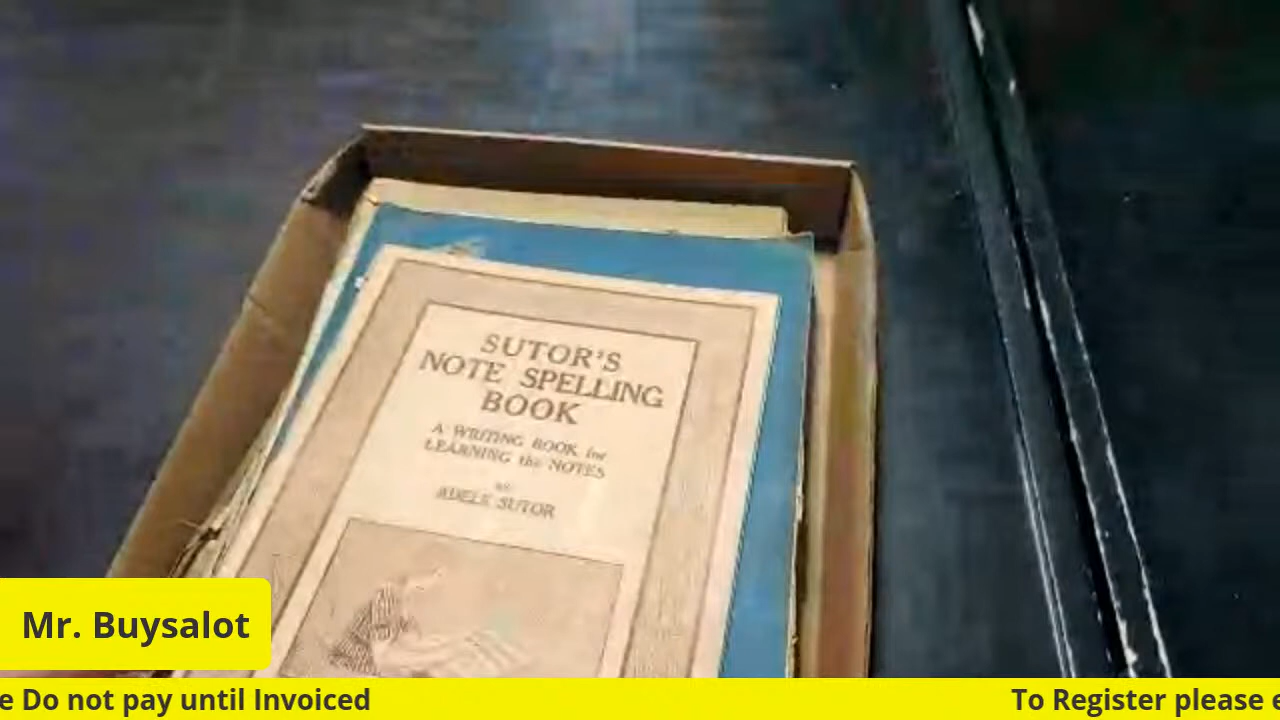 SUTOR'S
NOTE SPELLING
BOOK
A WRITING BOOK for
LEARNING the NOTES
BY
ADELE SUTOR
Mr. Buysalot
e Do not pay until Invoiced
To Register please e